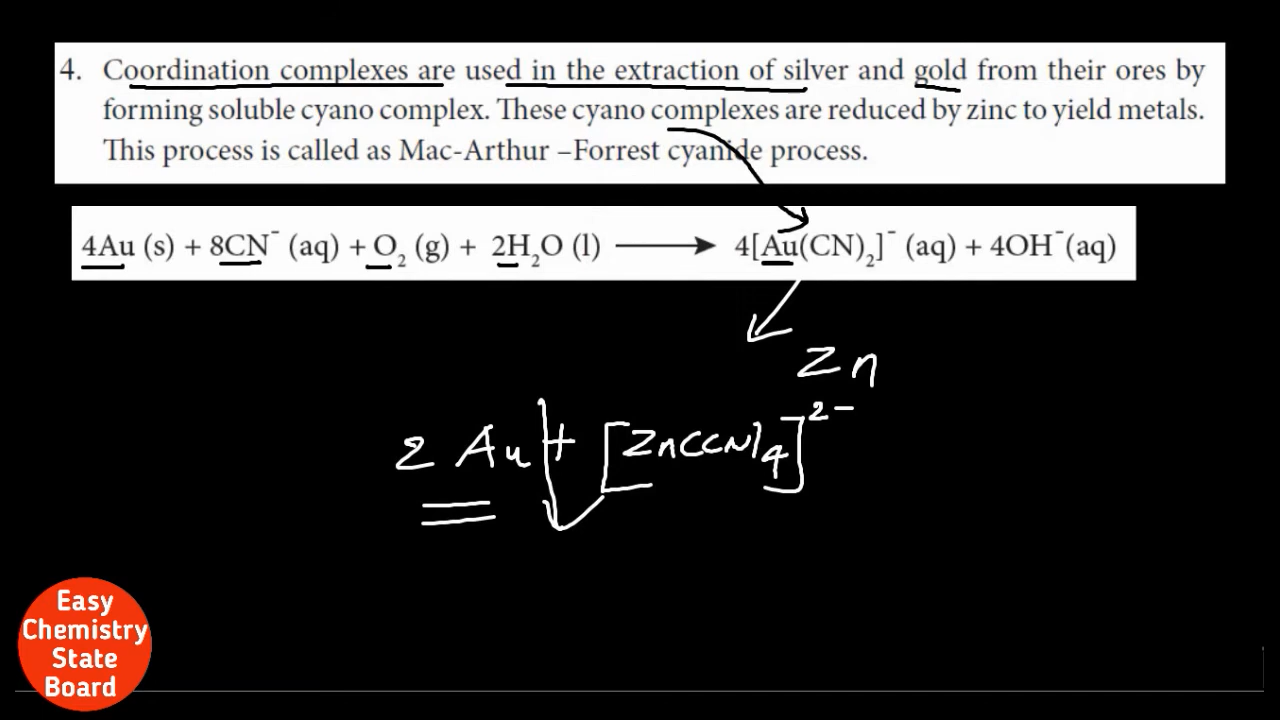 4. Coordination complexes are used in the extraction of silver and gold from their ores by
forming soluble cyano complex. These cyano complexes are reduced by zinc to yield metals.
This process is called as Mac-Arthur –Forrest cyanide process.
4Au (s) + 8CN⁻ (aq) + O₂ (g) + 2H₂O (l) ⟶ 4[Au(CN)₂]⁻ (aq) + 4OH⁻(aq)
Zn
2 Au↓ + [Zn(CN)4]²⁻
Easy
Chemistry
State
Board